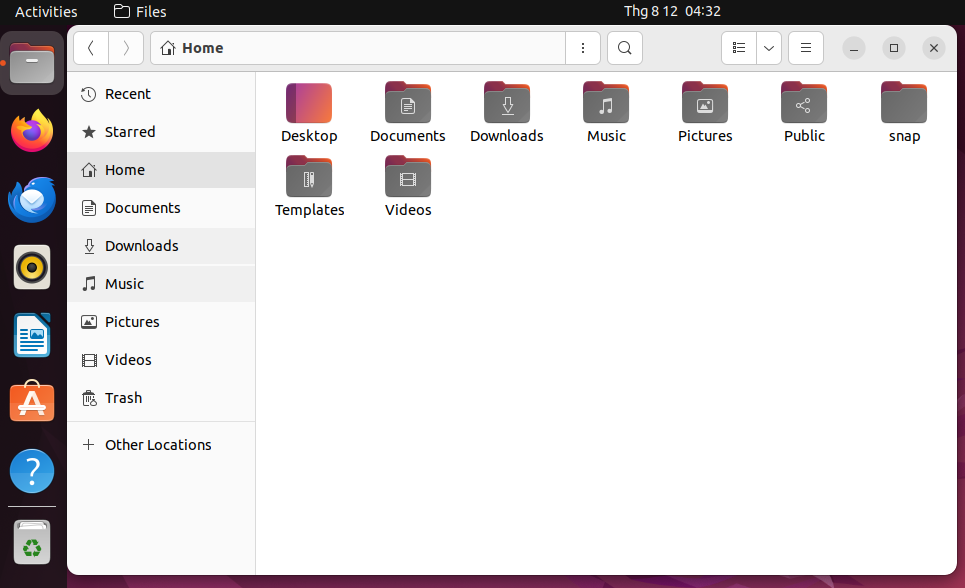 Activities Files Thg 8 12 04:32
Home
Recent
Starred
Home
Documents
Downloads
Music
Pictures
Videos
Trash
Other Locations
Desktop Documents Downloads Music Pictures Public snap
Templates Videos